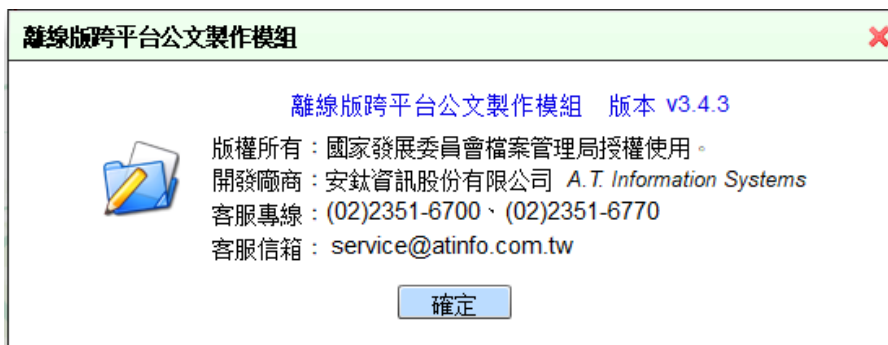 離線版跨平台公文製作模組
離線版跨平台公文製作模組 版本 v3.4.3
版權所有：國家發展委員會檔案管理局授權使用。
開發廠商：安鈦資訊股份有限公司 A.T. Information Systems
客服專線：(02)2351-6700、(02)2351-6770
客服信箱： service@atinfo.com.tw
確定